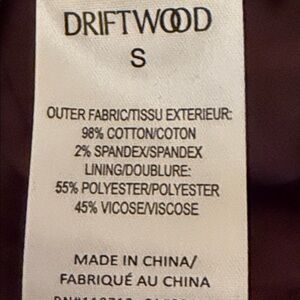 DRIFTWOOD
S
OUTER FABRIC/TISSU EXTERIEUR:
98% COTTON/COTON
2% SPANDEX/SPANDEX
LINING/DOUBLURE:
55% POLYESTER/POLYESTER
45% VICOSE/VISCOSE
MADE IN CHINA/
FABRIQUÉ AU CHINA